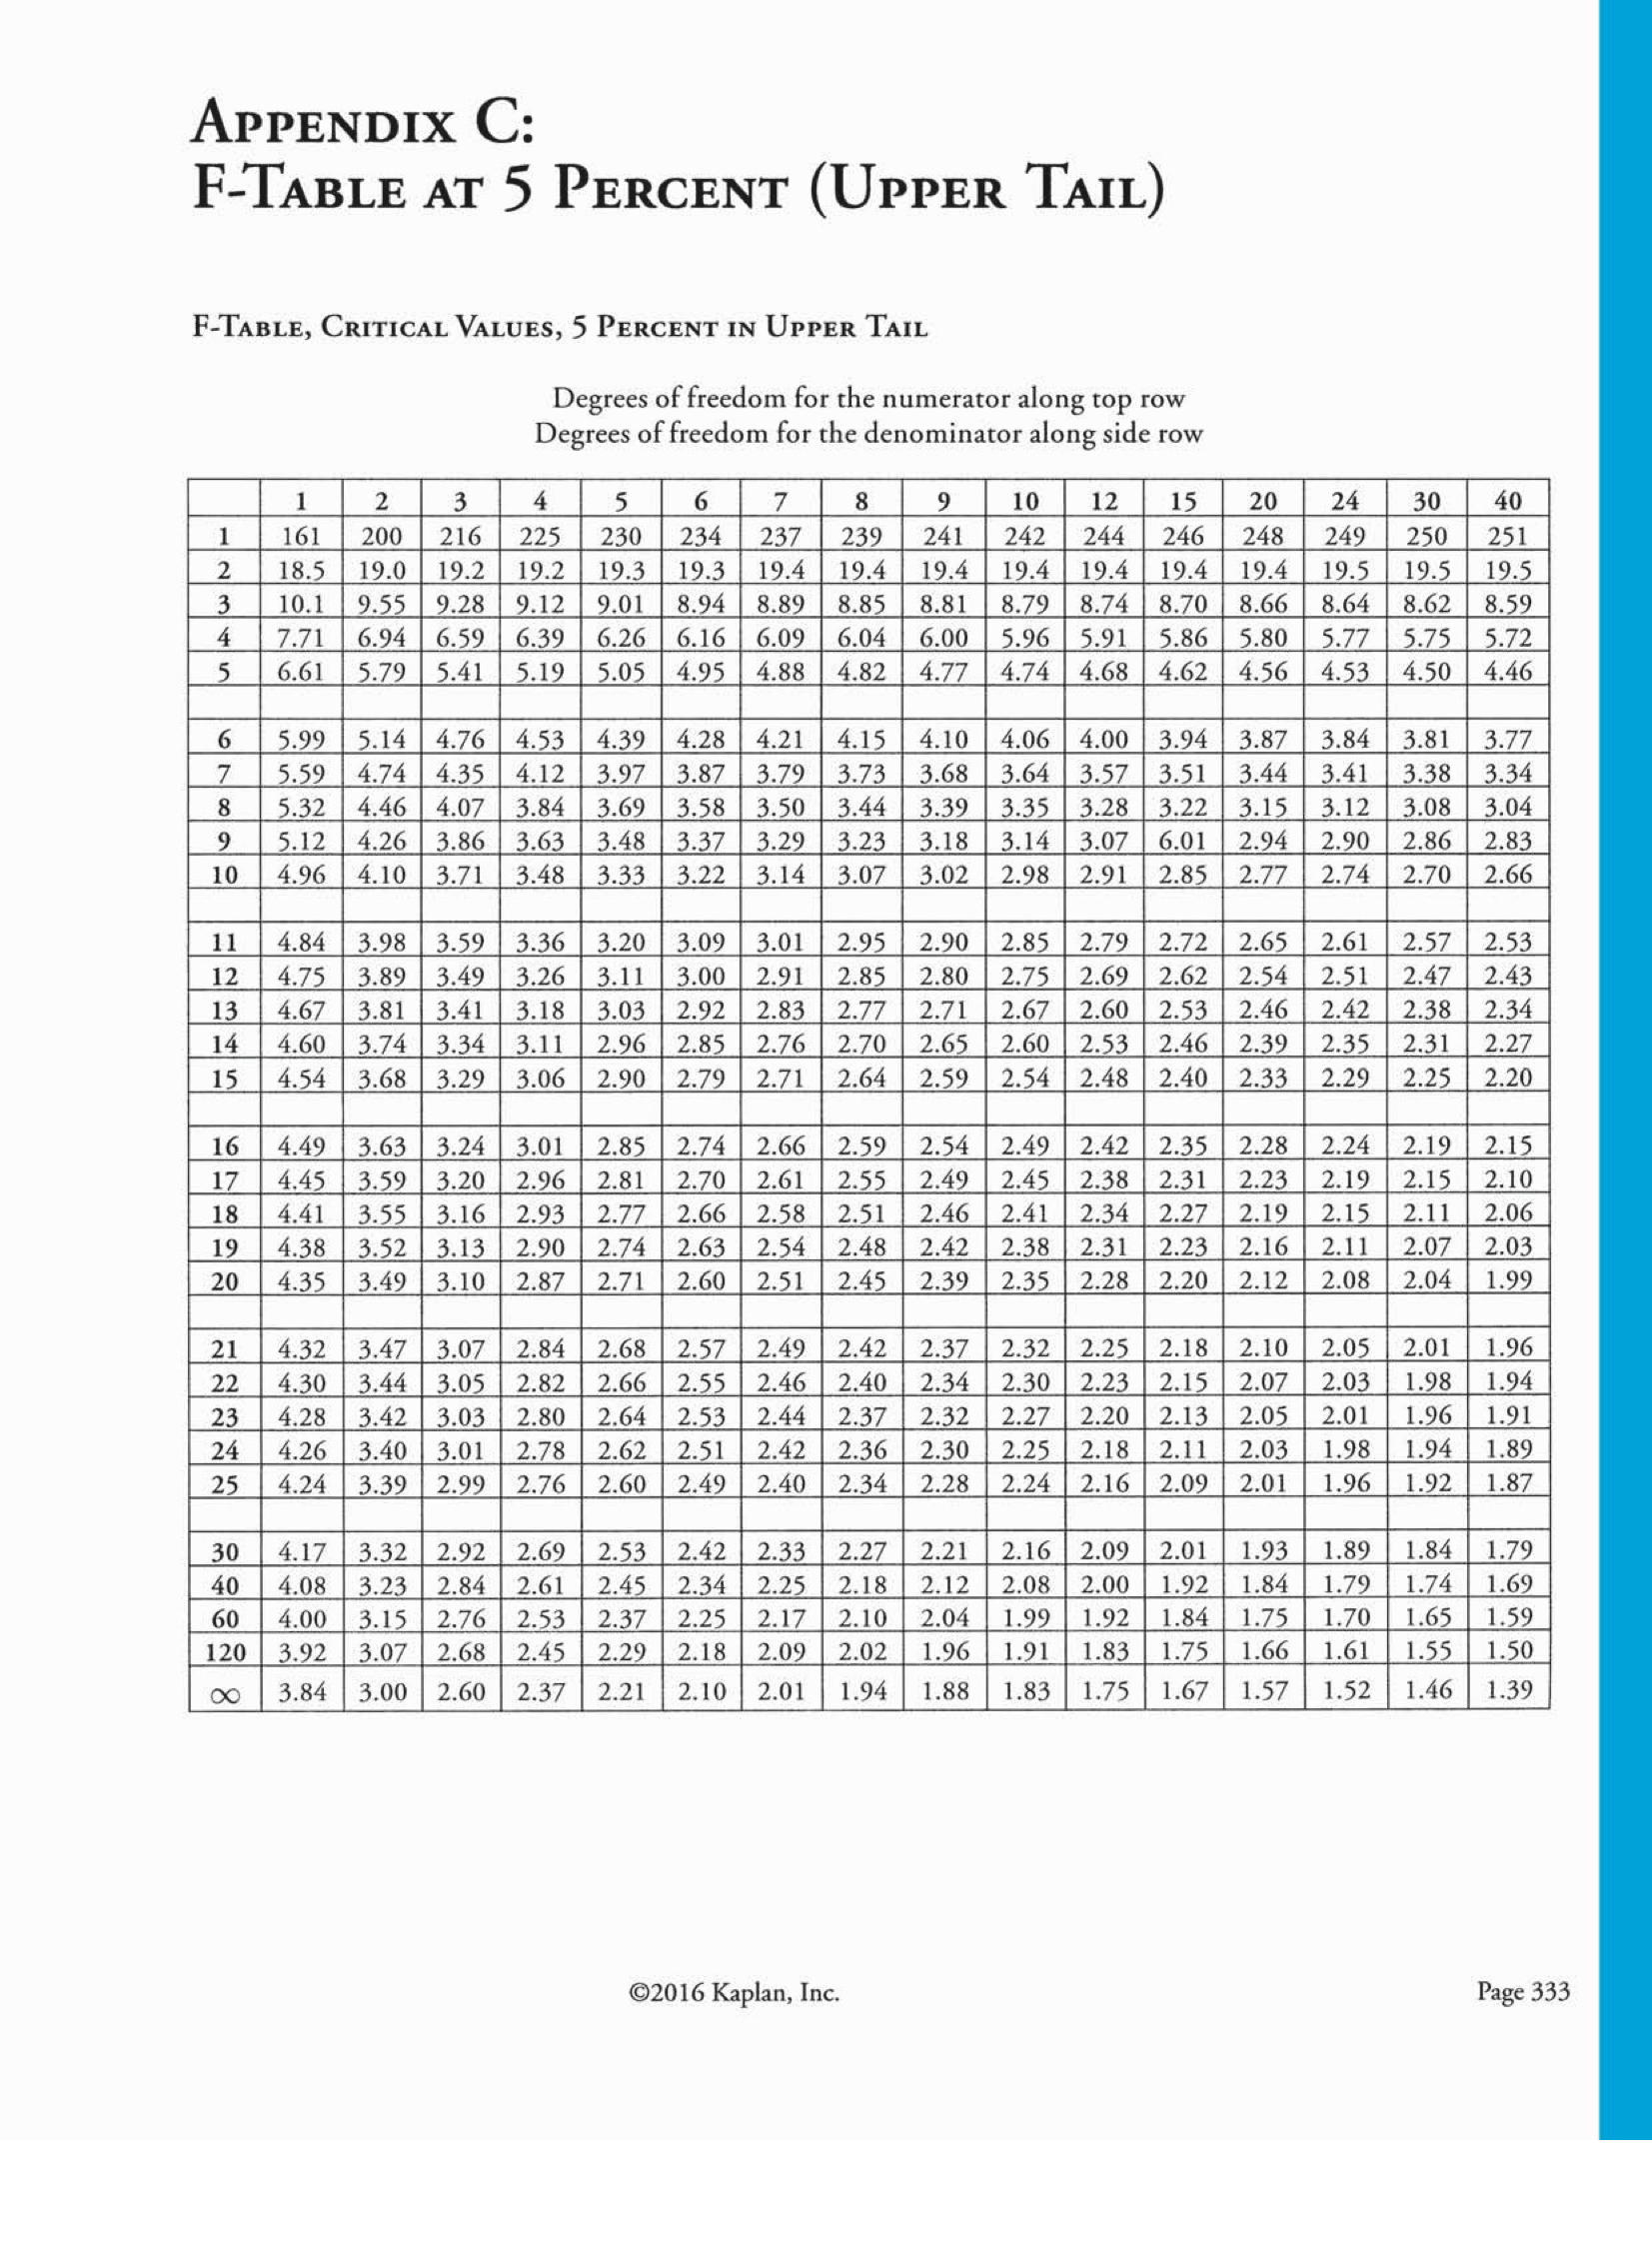 APPENDIX C:
F-TABLE AT 5 PERCENT (UPPER TAIL)
F-TABLE, CRITICAL VALUES, 5 PERCENT IN UPPER TAIL
Degrees of freedom for the numerator along top row
Degrees of freedom for the denominator along side row
1 2 3 4 5 6 7 8 9 10 12 15 20 24 30 40
1 161 200 216 225 230 234 237 239 241 242 244 246 248 249 250 251
2 18.5 19.0 19.2 19.2 19.3 19.3 19.4 19.4 19.4 19.4 19.4 19.4 19.4 19.5 19.5 19.5
3 10.1 9.55 9.28 9.12 9.01 8.94 8.89 8.85 8.81 8.79 8.74 8.70 8.66 8.64 8.62 8.59
4 7.71 6.94 6.59 6.39 6.26 6.16 6.09 6.04 6.00 5.96 5.91 5.86 5.80 5.77 5.75 5.72
5 6.61 5.79 5.41 5.19 5.05 4.95 4.88 4.82 4.77 4.74 4.68 4.62 4.56 4.53 4.50 4.46
6 5.99 5.14 4.76 4.53 4.39 4.28 4.21 4.15 4.10 4.06 4.00 3.94 3.87 3.84 3.81 3.77
7 5.59 4.74 4.35 4.12 3.97 3.87 3.79 3.73 3.68 3.64 3.57 3.51 3.44 3.41 3.38 3.34
8 5.32 4.46 4.07 3.84 3.69 3.58 3.50 3.44 3.39 3.35 3.28 3.22 3.15 3.12 3.08 3.04
9 5.12 4.26 3.86 3.63 3.48 3.37 3.29 3.23 3.18 3.14 3.07 6.01 2.94 2.90 2.86 2.83
10 4.96 4.10 3.71 3.48 3.33 3.22 3.14 3.07 3.02 2.98 2.91 2.85 2.77 2.74 2.70 2.66
11 4.84 3.98 3.59 3.36 3.20 3.09 3.01 2.95 2.90 2.85 2.79 2.72 2.65 2.61 2.57 2.53
12 4.75 3.89 3.49 3.26 3.11 3.00 2.91 2.85 2.80 2.75 2.69 2.62 2.54 2.51 2.47 2.43
13 4.67 3.81 3.41 3.18 3.03 2.92 2.83 2.77 2.71 2.67 2.60 2.53 2.46 2.42 2.38 2.34
14 4.60 3.74 3.34 3.11 2.96 2.85 2.76 2.70 2.65 2.60 2.53 2.46 2.39 2.35 2.31 2.27
15 4.54 3.68 3.29 3.06 2.90 2.79 2.71 2.64 2.59 2.54 2.48 2.40 2.33 2.29 2.25 2.20
16 4.49 3.63 3.24 3.01 2.85 2.74 2.66 2.59 2.54 2.49 2.42 2.35 2.28 2.24 2.19 2.15
17 4.45 3.59 3.20 2.96 2.81 2.70 2.61 2.55 2.49 2.45 2.38 2.31 2.23 2.19 2.15 2.10
18 4.41 3.55 3.16 2.93 2.77 2.66 2.58 2.51 2.46 2.41 2.34 2.27 2.19 2.15 2.11 2.06
19 4.38 3.52 3.13 2.90 2.74 2.63 2.54 2.48 2.42 2.38 2.31 2.23 2.16 2.11 2.07 2.03
20 4.35 3.49 3.10 2.87 2.71 2.60 2.51 2.45 2.39 2.35 2.28 2.20 2.12 2.08 2.04 1.99
21 4.32 3.47 3.07 2.84 2.68 2.57 2.49 2.42 2.37 2.32 2.25 2.18 2.10 2.05 2.01 1.96
22 4.30 3.44 3.05 2.82 2.66 2.55 2.46 2.40 2.34 2.30 2.23 2.15 2.07 2.03 1.98 1.94
23 4.28 3.42 3.03 2.80 2.64 2.53 2.44 2.37 2.32 2.27 2.20 2.13 2.05 2.01 1.96 1.91
24 4.26 3.40 3.01 2.78 2.62 2.51 2.42 2.36 2.30 2.25 2.18 2.11 2.03 1.98 1.94 1.89
25 4.24 3.39 2.99 2.76 2.60 2.49 2.40 2.34 2.28 2.24 2.16 2.09 2.01 1.96 1.92 1.87
30 4.17 3.32 2.92 2.69 2.53 2.42 2.33 2.27 2.21 2.16 2.09 2.01 1.93 1.89 1.84 1.79
40 4.08 3.23 2.84 2.61 2.45 2.34 2.25 2.18 2.12 2.08 2.00 1.92 1.84 1.79 1.74 1.69
60 4.00 3.15 2.76 2.53 2.37 2.25 2.17 2.10 2.04 1.99 1.92 1.84 1.75 1.70 1.65 1.59
120 3.92 3.07 2.68 2.45 2.29 2.18 2.09 2.02 1.96 1.91 1.83 1.75 1.66 1.61 1.55 1.50
∞ 3.84 3.00 2.60 2.37 2.21 2.10 2.01 1.94 1.88 1.83 1.75 1.67 1.57 1.52 1.46 1.39
©2016 Kaplan, Inc.
Page 333